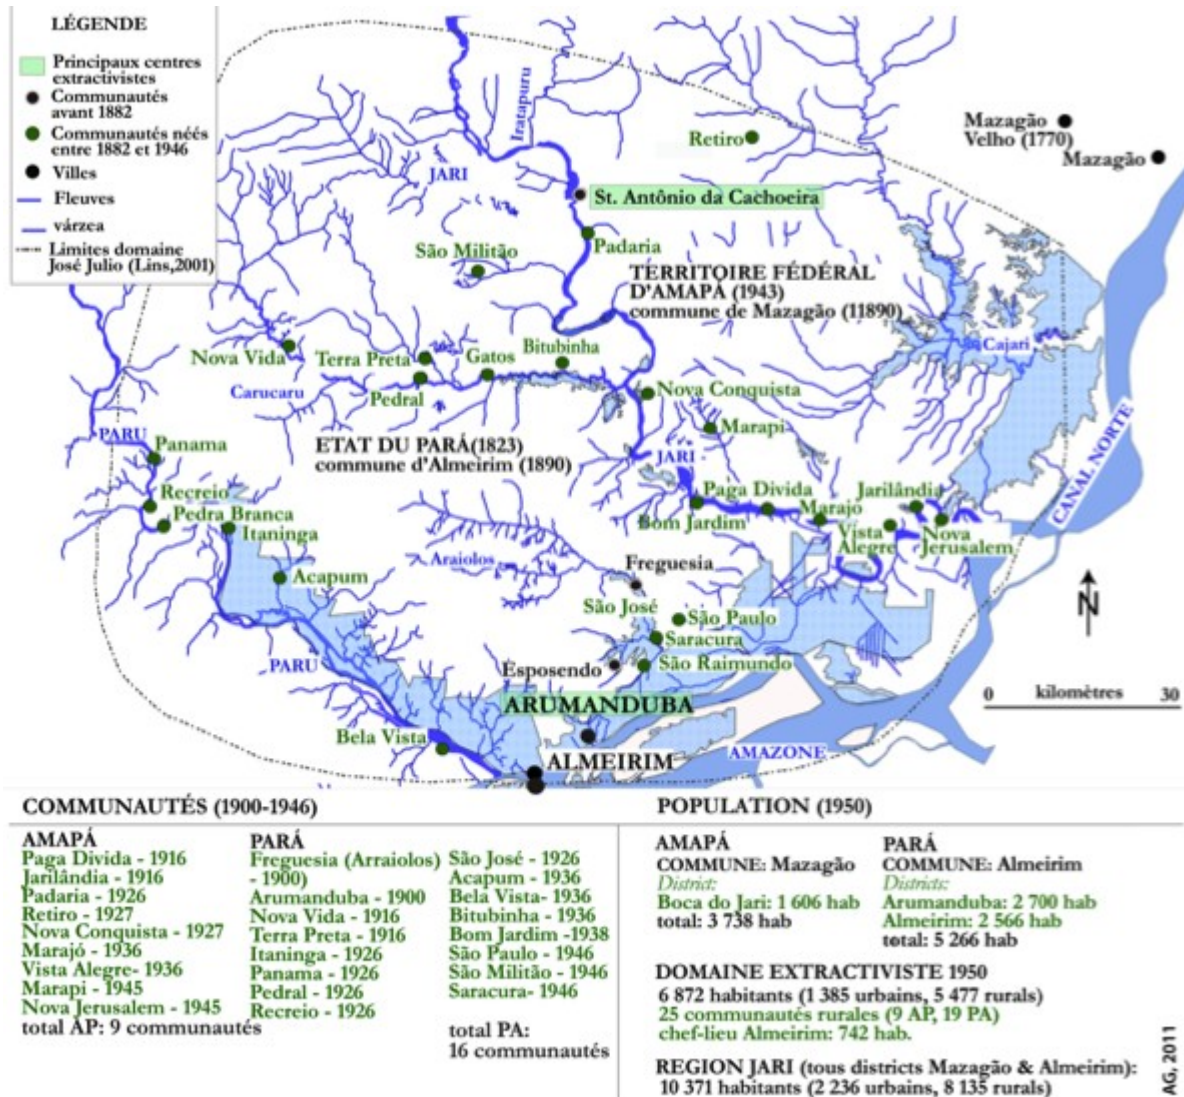 LÉGENDE
Principaux centres
extractivistes
Communautés
avant 1882
Communautés néés
entre 1882 et 1946
Villes
Fleuves
várzea
Limites domaine
José Julio (Lins,2001)
Iratapuru
JARI
Retiro
Mazagão
Velho (1770)
Mazagão
St. Antônio da Cachoeira
Padaria
São Militão
TERRITOIRE FÉDÉRAL
D'AMAPÁ (1943)
commune de Mazagão (11890)
Cajari
Nova Vida
Terra Preta
Gatos
Bitubinha
Carucaru
Pedral
Nova Conquista
Marapi
ETAT DU PARÁ(1823)
commune d'Almeirim (1890)
PARU
Panama
JARI
Recreio
Pedra Branca
Itaninga
Paga Divida
Bom Jardim
Marajo
Jarilândia
Vista
Alegre
Nova
Jerusalem
CANAL NORTE
Araiolos
Acapum
Freguesia
São José
São Paulo
Saracura
São Raimundo
Esposendo
PARU
N
ARUMANDUBA
0 kilomètres 30
Bela Vista
ALMEIRIM
AMAZONE
COMMUNAUTÉS (1900-1946)
AMAPÁ
Paga Divida - 1916
Jarilândia - 1916
Padaria - 1926
Retiro - 1927
Nova Conquista - 1927
Marajó - 1936
Vista Alegre- 1936
Marapi - 1945
Nova Jerusalem - 1945
total AP: 9 communautés
PARÁ
Freguesia (Arraiolos)
- 1900)
Arumanduba - 1900
Nova Vida - 1916
Terra Preta - 1916
Itaninga - 1926
Panama - 1926
Pedral - 1926
Recreio - 1926
São José - 1926
Acapum - 1936
Bela Vista- 1936
Bitubinha - 1936
Bom Jardim -1938
São Paulo - 1946
São Militão - 1946
Saracura- 1946
total PA:
16 communautés
POPULATION (1950)
AMAPÁ
COMMUNE: Mazagão
District:
Boca do Jari: 1 606 hab
total: 3 738 hab
PARÁ
COMMUNE: Almeirim
Districts:
Arumanduba: 2 700 hab
Almeirim: 2 566 hab
total: 5 266 hab
DOMAINE EXTRACTIVISTE 1950
6 872 habitants (1 385 urbains, 5 477 rurals)
25 communautés rurales (9 AP, 19 PA)
chef-lieu Almeirim: 742 hab.
REGION JARI (tous districts Mazagão & Almeirim):
10 371 habitants (2 236 urbains, 8 135 rurals)
AG, 2011